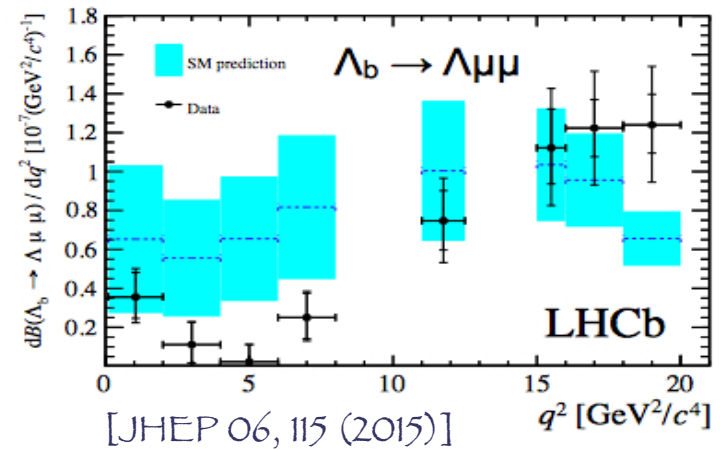 1.8
1.6
1.4
1.2
1
0.8
0.6
0.4
0.2
dB(Λb → Λ μ μ) / dq² [10⁻⁷(GeV²/c⁴)⁻¹]
SM prediction
Data
Λb → Λμμ
LHCb
0 5 10 15 20
q² [GeV²/c⁴]
[JHEP 06, 115 (2015)]